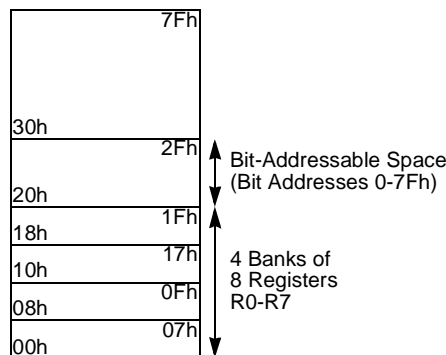 7Fh
30h
2Fh
Bit-Addressable Space
(Bit Addresses 0-7Fh)
20h
1Fh
18h
17h
4 Banks of
8 Registers
R0-R7
10h
0Fh
08h
07h
00h